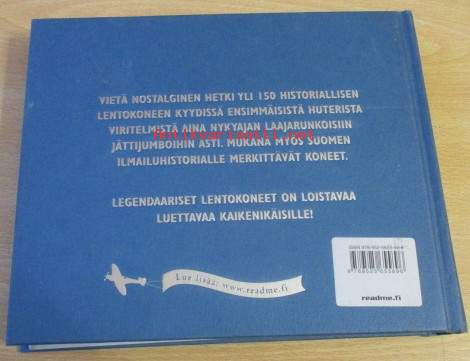 VIETÄ NOSTALGINEN HETKI YLI 150 HISTORIALLISEN
LENTOKONEEN KYYDISSÄ ENSIMMÄISISTÄ HUTERISTA
VIRITELMISTÄ AINA NYKYAJAN LAAJARUNKOISIIN
JÄTTIJUMBOIHIN ASTI. MUKANA MYÖS SUOMEN
ILMAILUHISTORIALLE MERKITTÄVÄT KONEET.
LEGENDAARISET LENTOKONEET ON LOISTAVAA
LUETTAVAA KAIKENIKÄISILLE!
Lue lisää: www.readme.fi
readme.fi